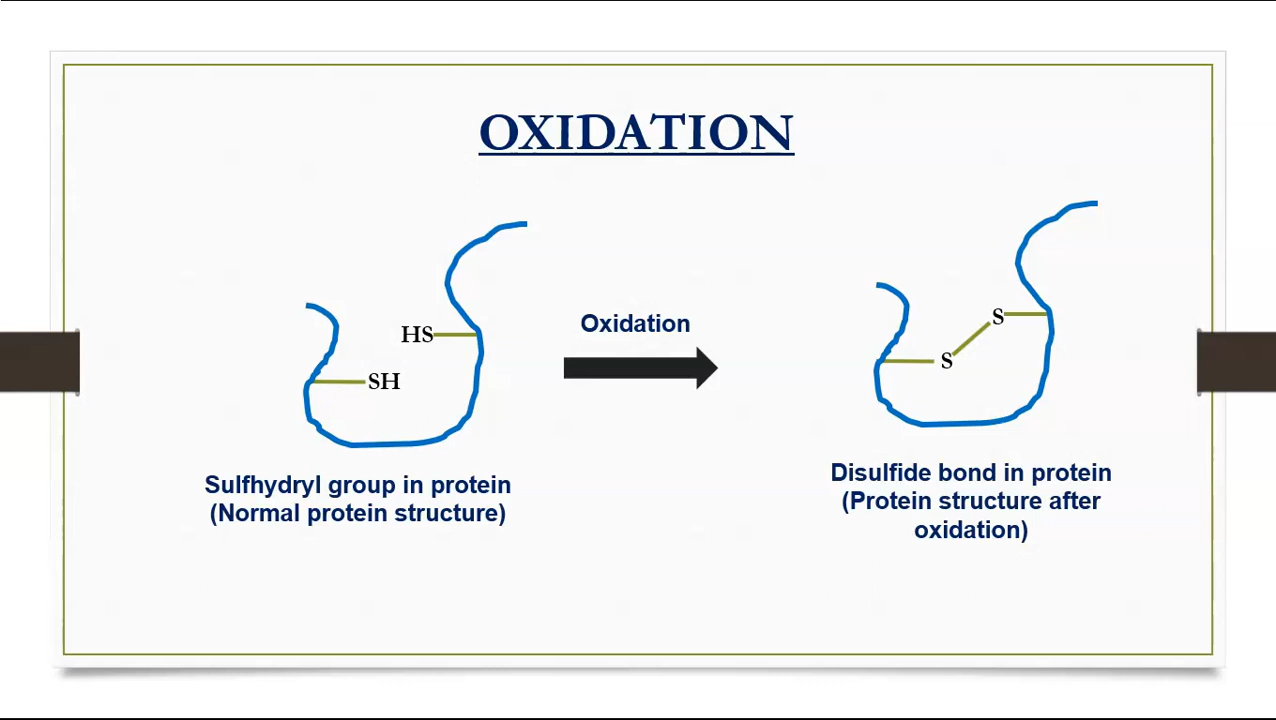 OXIDATION
HS
SH
Oxidation
S
S
Sulfhydryl group in protein
(Normal protein structure)
Disulfide bond in protein
(Protein structure after
oxidation)